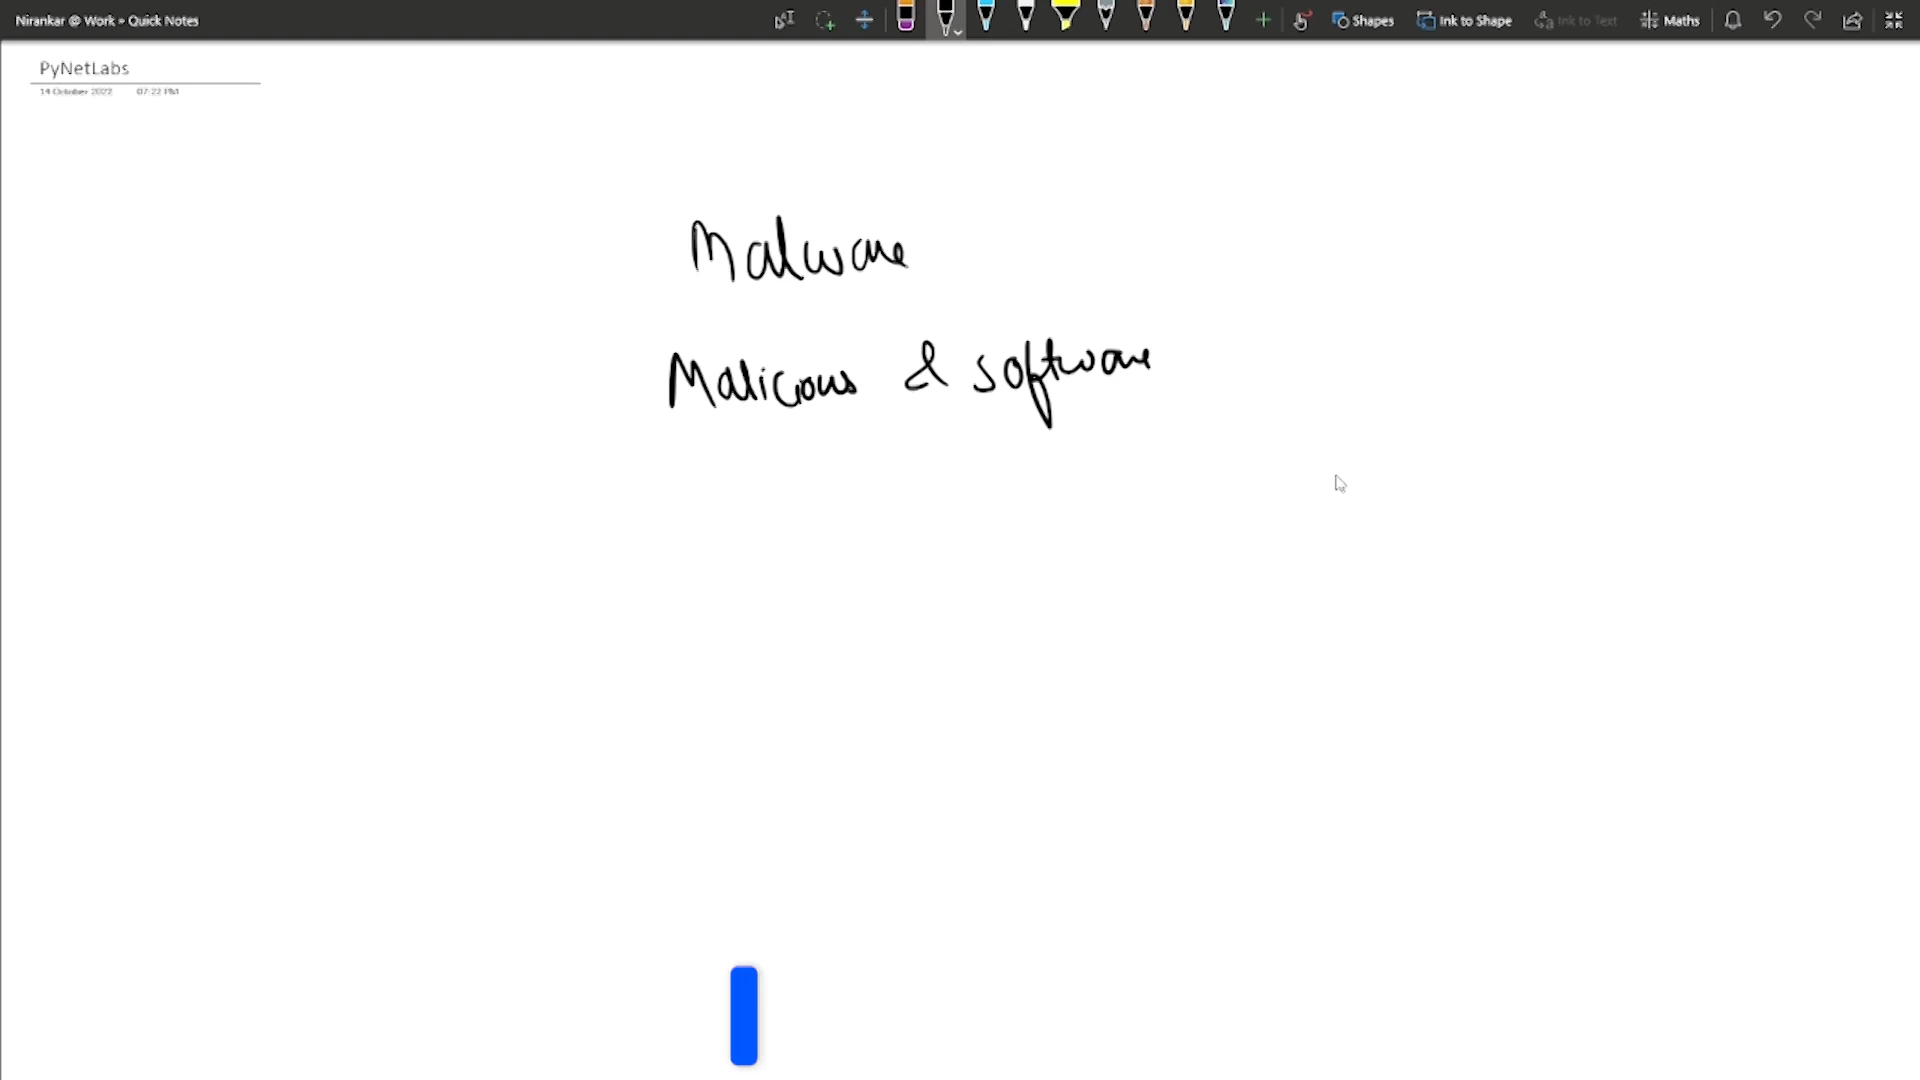 Nirankar @ Work » Quick Notes
Shapes
Ink to Shape
Ink to Text
Maths
PyNetLabs
14 October 2022 07:22 PM
Malware
Malicious & software